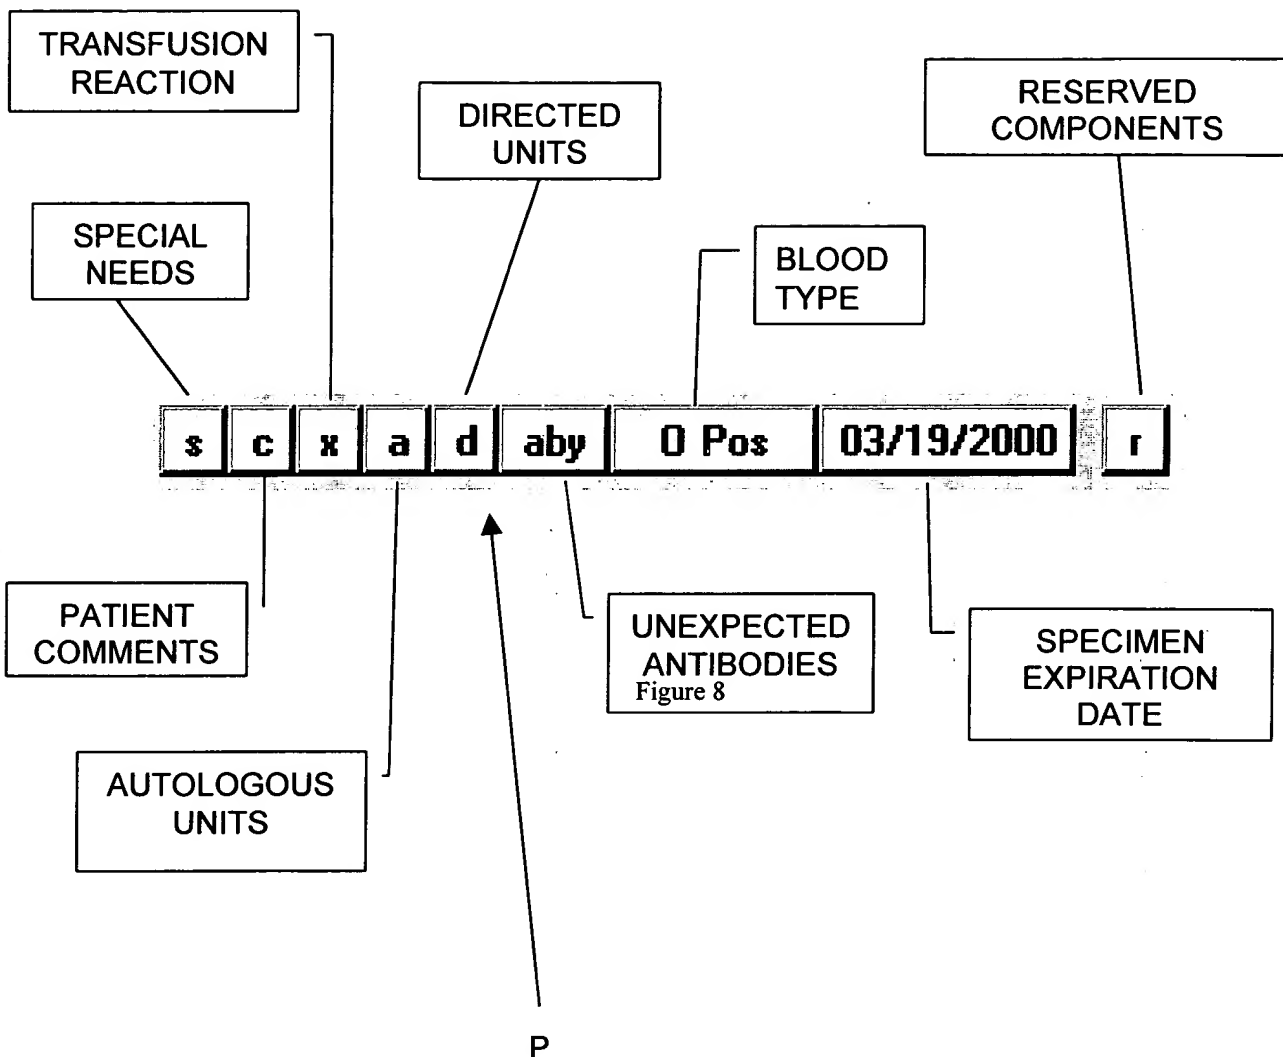 TRANSFUSION
REACTION
DIRECTED
UNITS
RESERVED
COMPONENTS
SPECIAL
NEEDS
BLOOD
TYPE
s c x a d aby O Pos 03/19/2000 r
PATIENT
COMMENTS
UNEXPECTED
ANTIBODIES
Figure 8
SPECIMEN
EXPIRATION
DATE
AUTOLOGOUS
UNITS
P